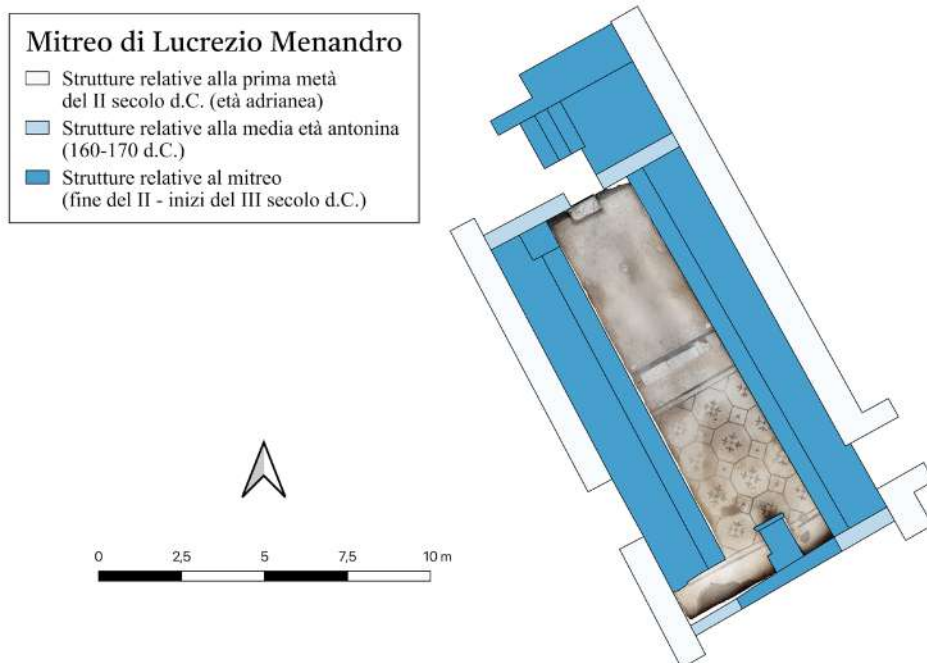 Mitreo di Lucrezio Menandro
Strutture relative alla prima metà
del II secolo d.C. (età adrianea)
Strutture relative alla media età antonina
(160-170 d.C.)
Strutture relative al mitreo
(fine del II - inizi del III secolo d.C.)
0 2,5 5 7,5 10 m